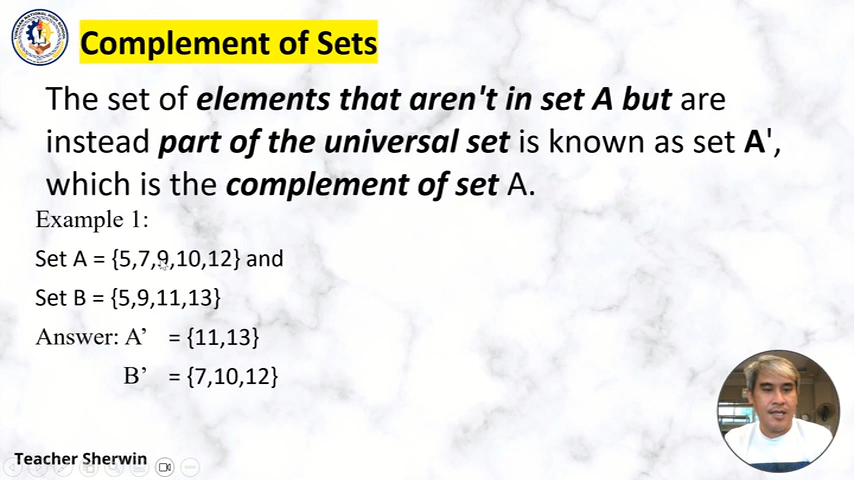 Complement of Sets
The set of elements that aren't in set A but are
instead part of the universal set is known as set A',
which is the complement of set A.
Example 1:
Set A = {5,7,9,10,12} and
Set B = {5,9,11,13}
Answer: A’ = {11,13}
B’ = {7,10,12}
Teacher Sherwin